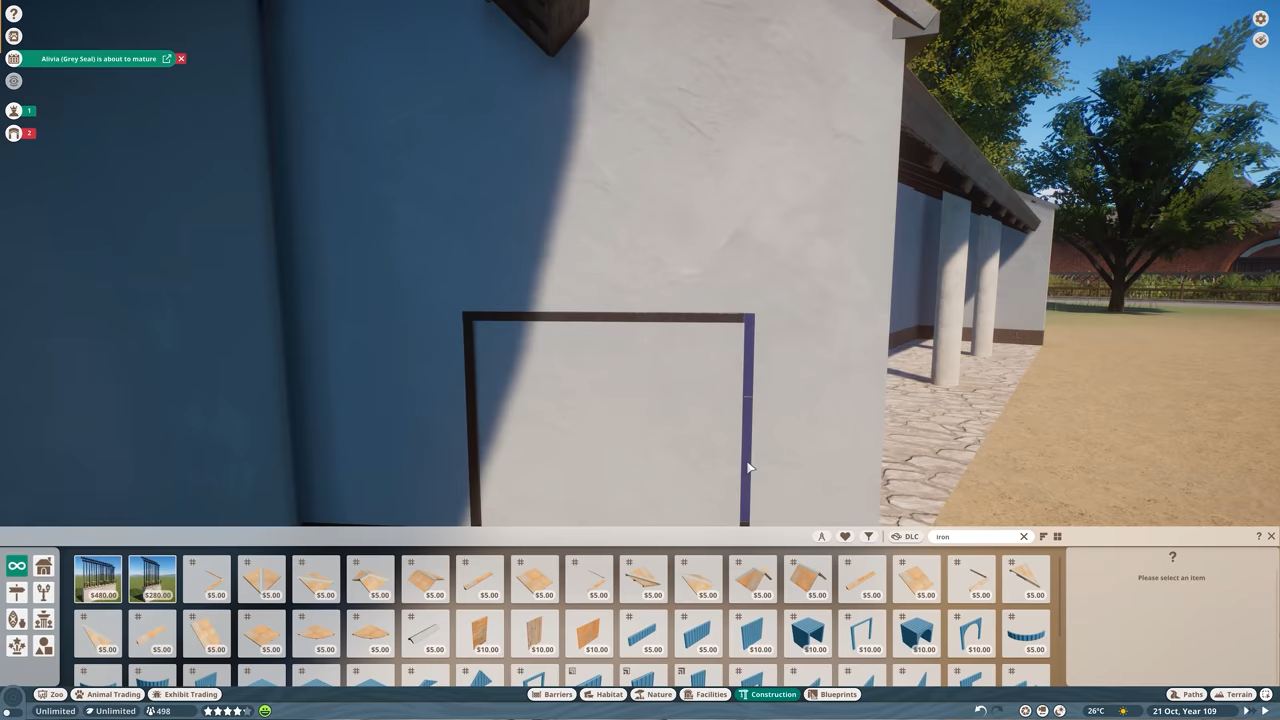 Alivia (Grey Seal) is about to mature
1
2
DLC
iron
?
$480.00 $280.00 $5.00 $5.00 $5.00 $5.00 $5.00 $5.00 $5.00 $5.00 $5.00 $5.00 $5.00 $5.00 $5.00 $5.00 $5.00 $5.00
?
Please select an item
$5.00 $5.00 $5.00 $5.00 $5.00 $5.00 $5.00 $10.00 $10.00 $10.00 $5.00 $5.00 $10.00 $10.00 $10.00 $10.00 $10.00 $5.00
Zoo Animal Trading Exhibit Trading Barriers Habitat Nature Facilities Construction Blueprints Paths Terrain
Unlimited Unlimited 498 26°C 21 Oct, Year 109